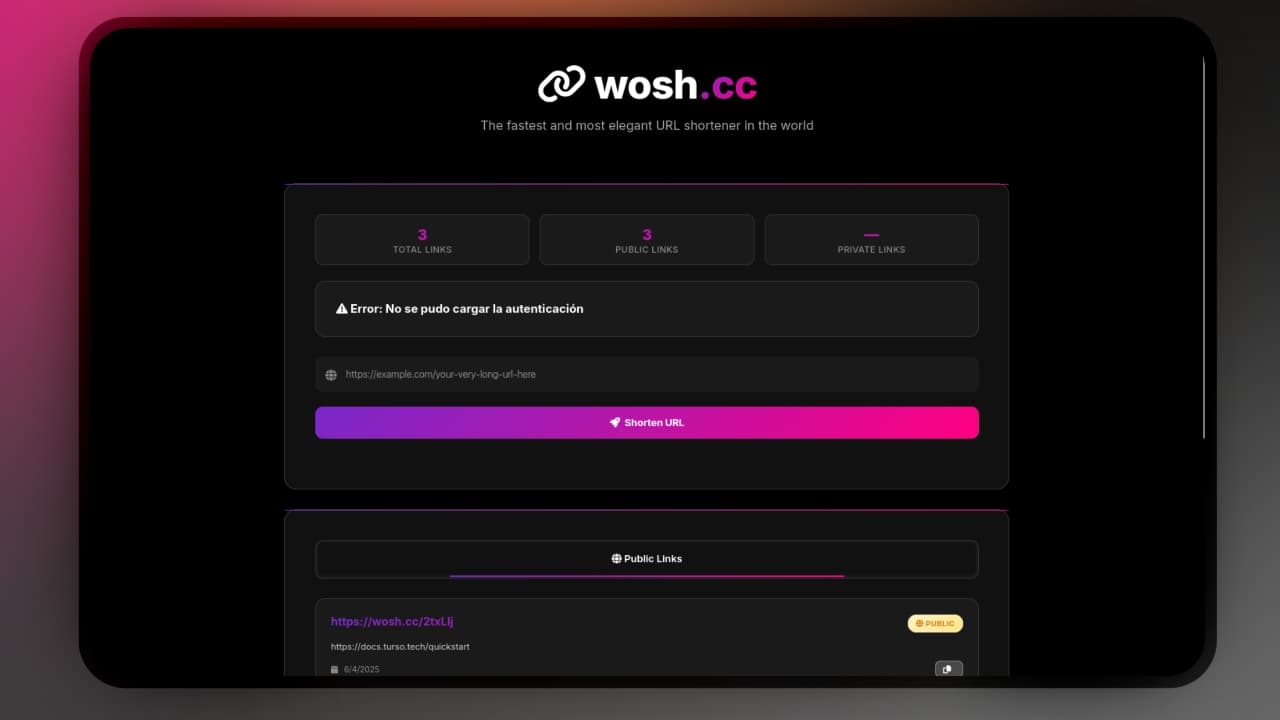 wosh.cc
The fastest and most elegant URL shortener in the world
3
TOTAL LINKS
3
PUBLIC LINKS
—
PRIVATE LINKS
Error: No se pudo cargar la autenticación
https://example.com/your-very-long-url-here
Shorten URL
Public Links
https://wosh.cc/2txLIj
PUBLIC
https://docs.turso.tech/quickstart
6/4/2025